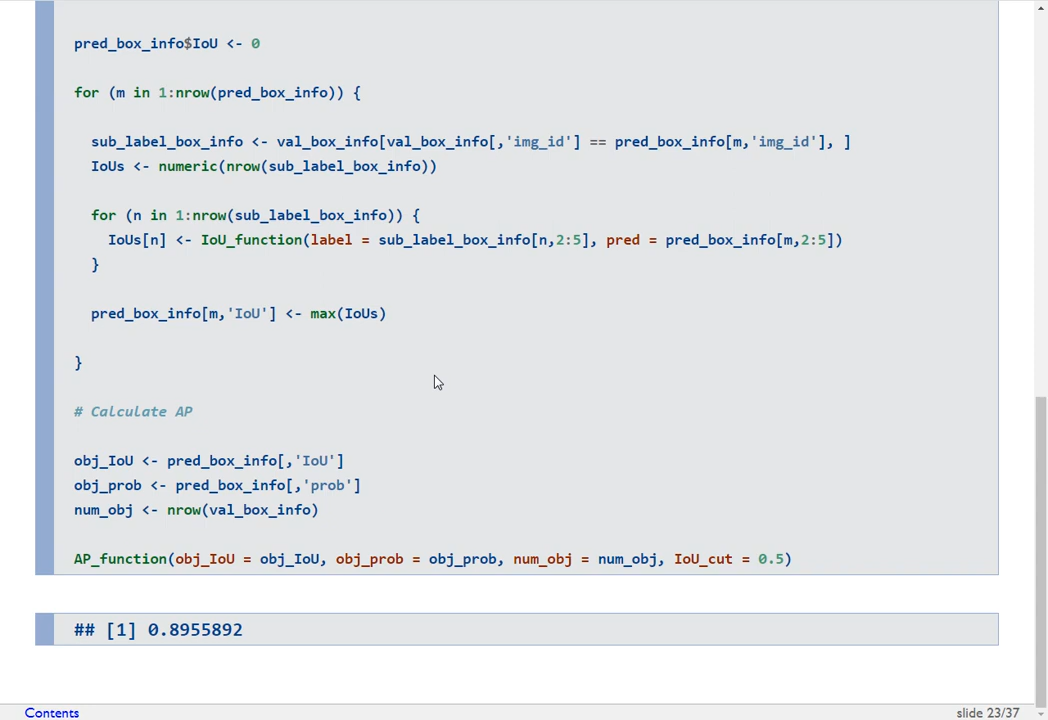 pred_box_info$IoU <- 0
for (m in 1:nrow(pred_box_info)) {
sub_label_box_info <- val_box_info[val_box_info[,'img_id'] == pred_box_info[m,'img_id'], ]
IoUs <- numeric(nrow(sub_label_box_info))
for (n in 1:nrow(sub_label_box_info)) {
IoUs[n] <- IoU_function(label = sub_label_box_info[n,2:5], pred = pred_box_info[m,2:5])
}
pred_box_info[m,'IoU'] <- max(IoUs)
}
# Calculate AP
obj_IoU <- pred_box_info[,'IoU']
obj_prob <- pred_box_info[,'prob']
num_obj <- nrow(val_box_info)
AP_function(obj_IoU = obj_IoU, obj_prob = obj_prob, num_obj = num_obj, IoU_cut = 0.5)
## [1] 0.8955892
Contents
slide 23/37